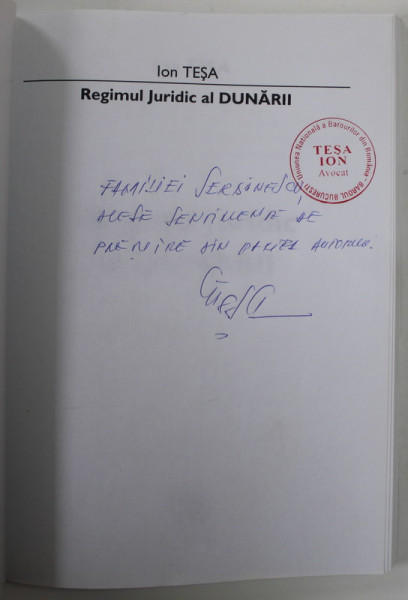 Ion TEŞA
Regimul Juridic al DUNĂRII
Uniunea Naţională a Barourilor din România * BAROUL BUCUREŞTI *
TEŞA
ION
Avocat
FAMILIEI SERBĂNESCU,
ALESE SENTIMENTE DE
PREŢUIRE DIN PARTEA AUTORULUI.